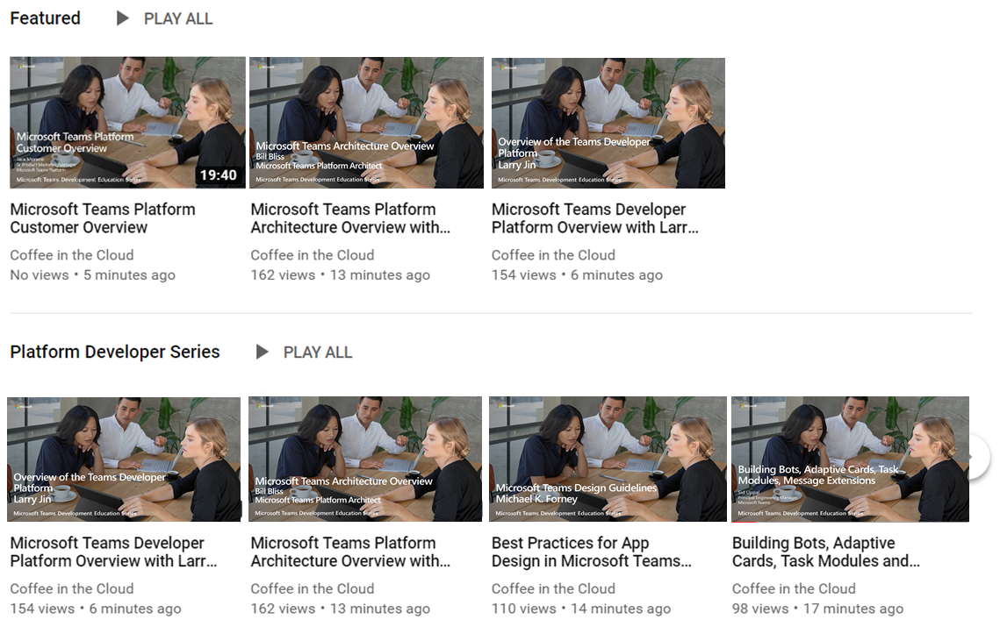 Featured
PLAY ALL
Microsoft
Microsoft Teams Platform
Customer Overview
Sr Product Marketing Manager
Microsoft Teams Platform
Microsoft Teams Development Education Series
19:40
Microsoft Teams Platform
Customer Overview
Coffee in the Cloud
No views • 5 minutes ago
Microsoft
Microsoft Teams Architecture Overview
Bill Bliss
Microsoft Teams Platform Architect
Microsoft Teams Development Education Series
Microsoft Teams Platform
Architecture Overview with...
Coffee in the Cloud
162 views • 13 minutes ago
Microsoft
Overview of the Teams Developer
Platform
Larry Jin
Microsoft Teams Development Education Series
Microsoft Teams Developer
Platform Overview with Larr...
Coffee in the Cloud
154 views • 6 minutes ago
Platform Developer Series
PLAY ALL
Microsoft
Overview of the Teams Developer
Platform
Larry Jin
Microsoft Teams Development Education Series
Microsoft Teams Developer
Platform Overview with Larr...
Coffee in the Cloud
154 views • 6 minutes ago
Microsoft
Microsoft Teams Architecture Overview
Bill Bliss
Microsoft Teams Platform Architect
Microsoft Teams Development Education Series
Microsoft Teams Platform
Architecture Overview with...
Coffee in the Cloud
162 views • 13 minutes ago
Microsoft
Microsoft Teams Design Guidelines
Michael K. Forney
Microsoft Teams Development Education Series
Best Practices for App
Design in Microsoft Teams...
Coffee in the Cloud
110 views • 14 minutes ago
Microsoft
Building Bots, Adaptive Cards, Task
Modules, Message Extensions
Sid Uppal
Principal Engineering Manager
Microsoft Teams
Microsoft Teams Development Education Series
Building Bots, Adaptive
Cards, Task Modules and...
Coffee in the Cloud
98 views • 17 minutes ago